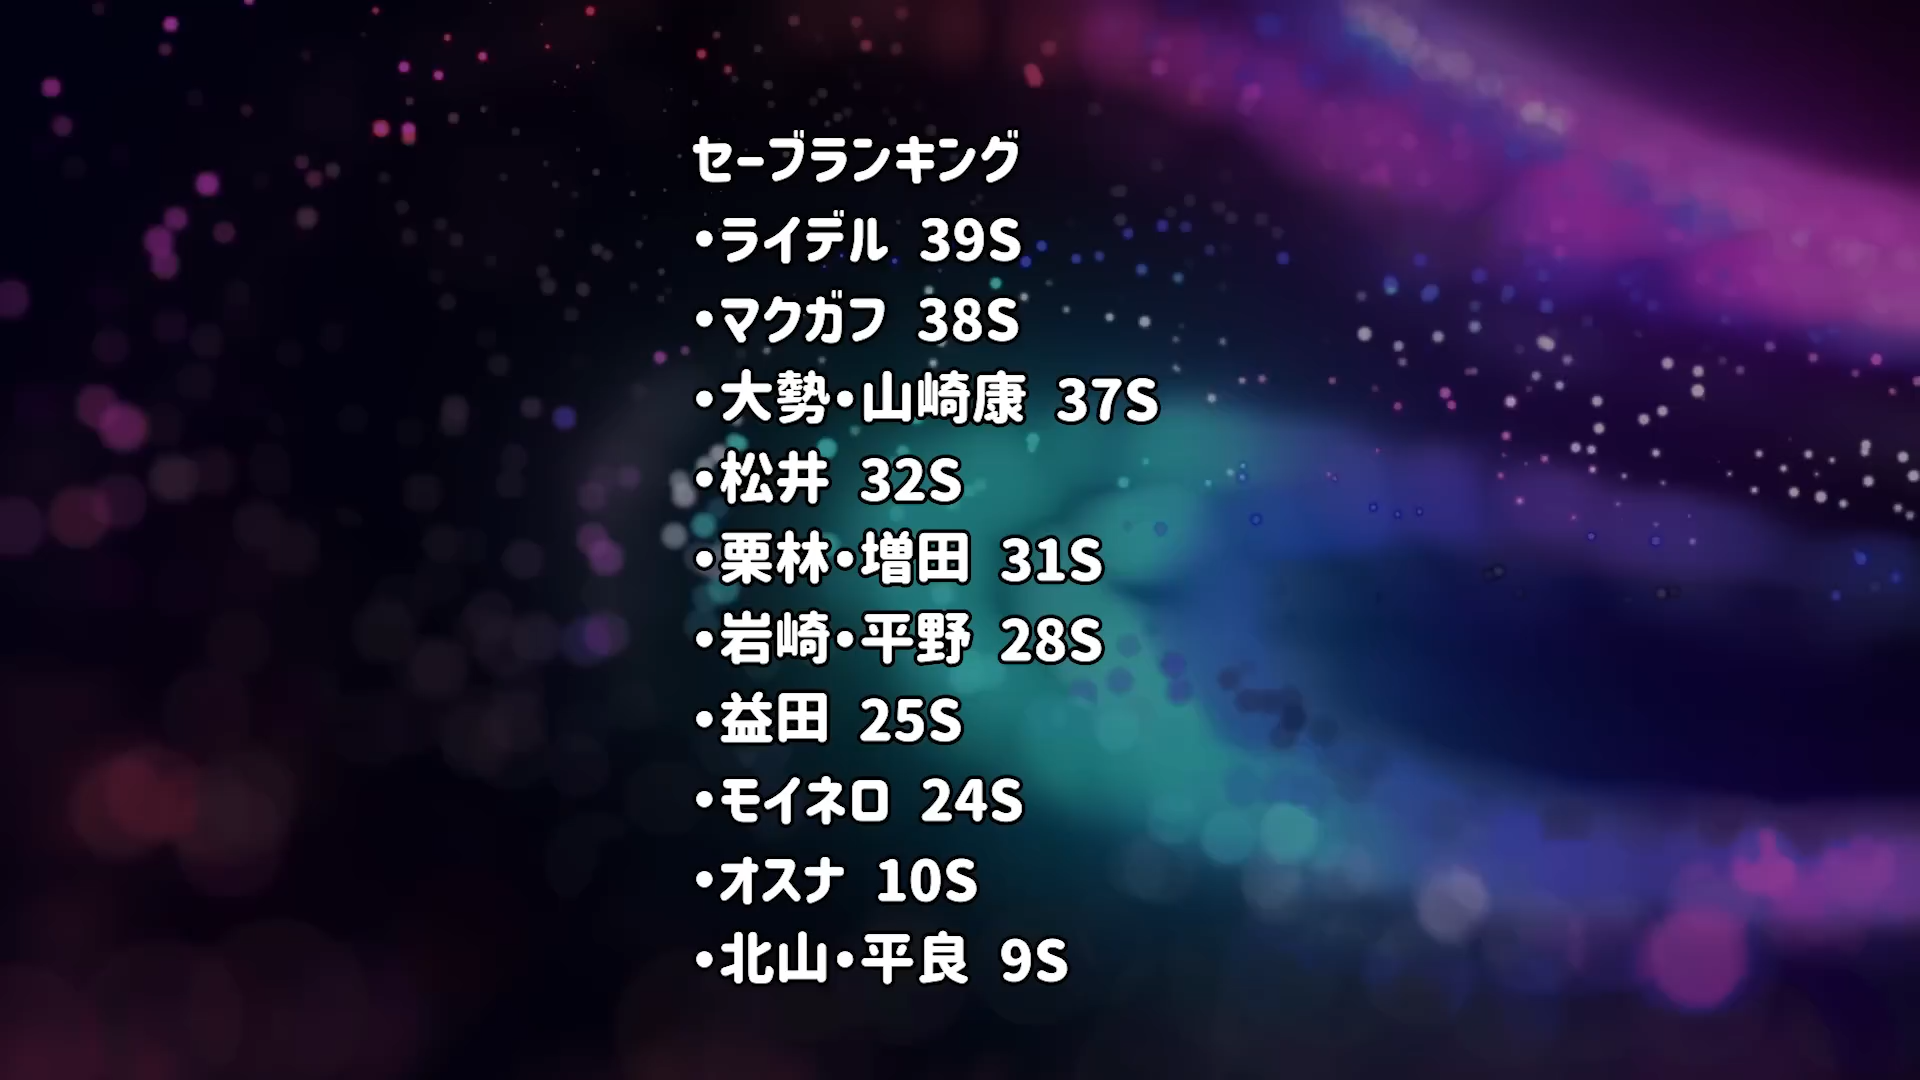 セーブランキング
・ライデル 39S
・マクガフ 38S
・大勢・山崎康 37S
・松井 32S
・栗林・増田 31S
・岩崎・平野 28S
・益田 25S
・モイネロ 24S
・オスナ 10S
・北山・平良 9S